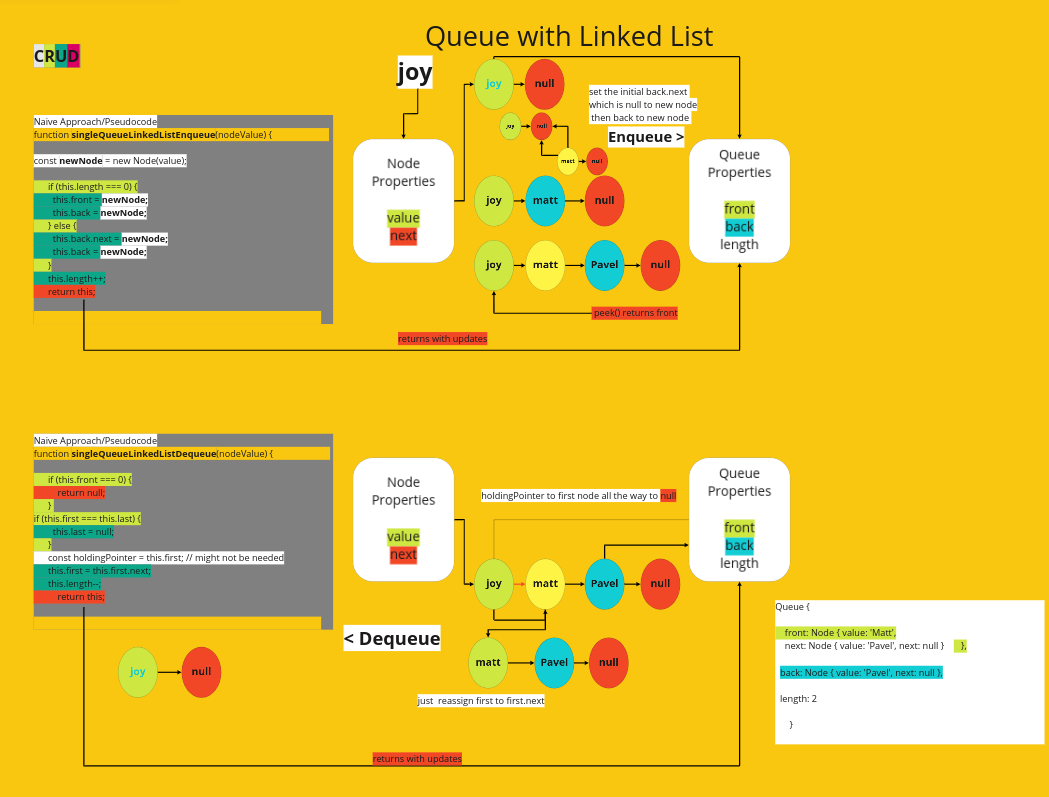 Queue with Linked List
CRUD
joy
joy
null
set the initial back.next
which is null to new node
then back to new node
joy
null
Enqueue >
matt
null
Naive Approach/Pseudocode
function singleQueueLinkedListEnqueue(nodeValue) {
const newNode = new Node(value);
if (this.length === 0) {
this.front = newNode;
this.back = newNode;
} else {
this.back.next = newNode;
this.back = newNode;
}
this.length++;
return this;
Node
Properties
value
next
joy
matt
null
joy
matt
Pavel
null
Queue
Properties
front
back
length
peek() returns front
returns with updates
Naive Approach/Pseudocode
function singleQueueLinkedListDequeue(nodeValue) {
if (this.front === 0) {
return null;
}
if (this.first === this.last) {
this.last = null;
}
const holdingPointer = this.first; // might not be needed
this.first = this.first.next;
this.length--;
return this;
Node
Properties
value
next
holdingPointer to first node all the way to null
Queue
Properties
front
back
length
joy
matt
Pavel
null
< Dequeue
matt
Pavel
null
just  reassign first to first.next
joy
null
Queue {
front: Node { value: 'Matt',
next: Node { value: 'Pavel', next: null }    },
back: Node { value: 'Pavel', next: null },
length: 2
}
returns with updates